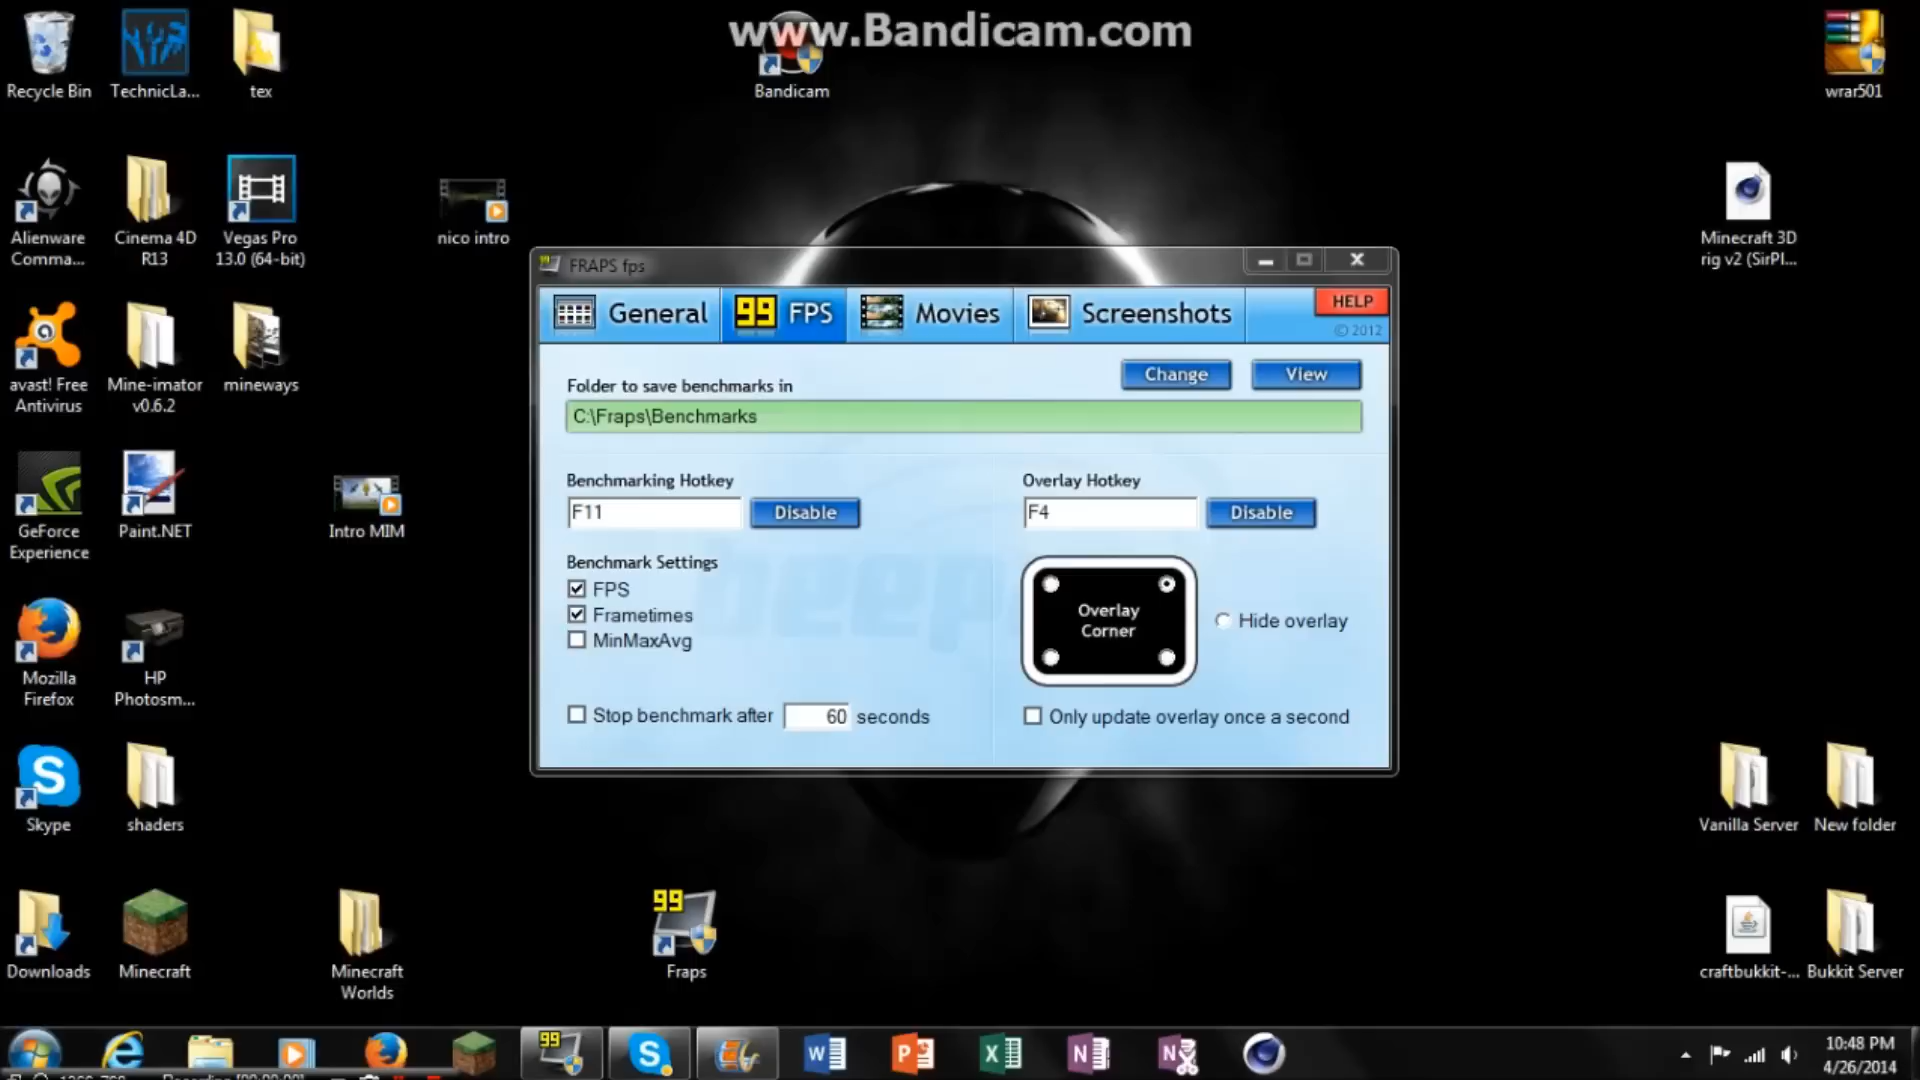 www.Bandicam.com
Recycle Bin
TechnicLa...
tex
Bandicam
wrar501
Alienware
Comma...
Cinema 4D
R13
Vegas Pro
13.0 (64-bit)
nico intro
Minecraft 3D
rig v2 (SirPl...
avast! Free
Antivirus
Mine-imator
v0.6.2
mineways
GeForce
Experience
Paint.NET
Intro MIM
Mozilla
Firefox
HP
Photosm...
Skype
shaders
Vanilla Server
New folder
Downloads
Minecraft
Minecraft
Worlds
Fraps
craftbukkit-...
Bukkit Server
99
FRAPS fps
General
99 FPS
Movies
Screenshots
HELP
© 2012
Folder to save benchmarks in
Change
View
C:\Fraps\Benchmarks
Benchmarking Hotkey
F11
Disable
Overlay Hotkey
F4
Disable
Benchmark Settings
FPS
Frametimes
MinMaxAvg
Overlay
Corner
Hide overlay
Stop benchmark after 60 seconds
Only update overlay once a second
beep
99
10:48 PM
4/26/2014